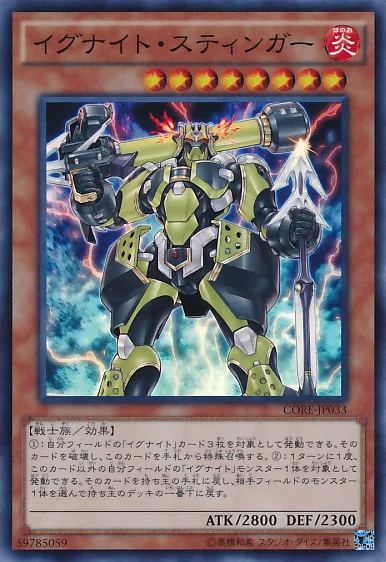 イグナイト・スティンガー
炎
ほのお
CORE-JP033
【戦士族／効果】
①:自分フィールドの「イグナイト」カード３枚を対象として発動できる。その
カードを破壊し、このカードを手札から特殊召喚する。②:１ターンに１度、
このカード以外の自分フィールドの「イグナイト」モンスター１体を対象として
発動できる。そのカードを持ち主の手札に戻し、相手フィールドのモンスター
１体を選んで持ち主のデッキの一番下に戻す。
ATK/2800 DEF/2300
59785059
©高橋和希 スタジオ・ダイス/集英社